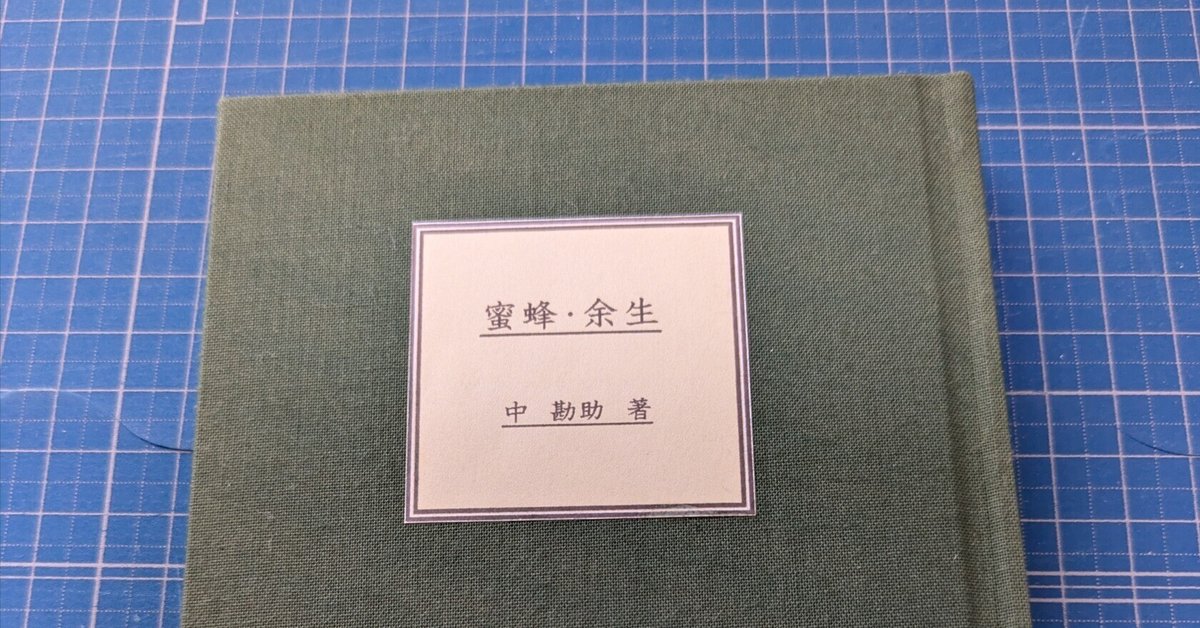 蜜蜂·余生
中 勘助 著